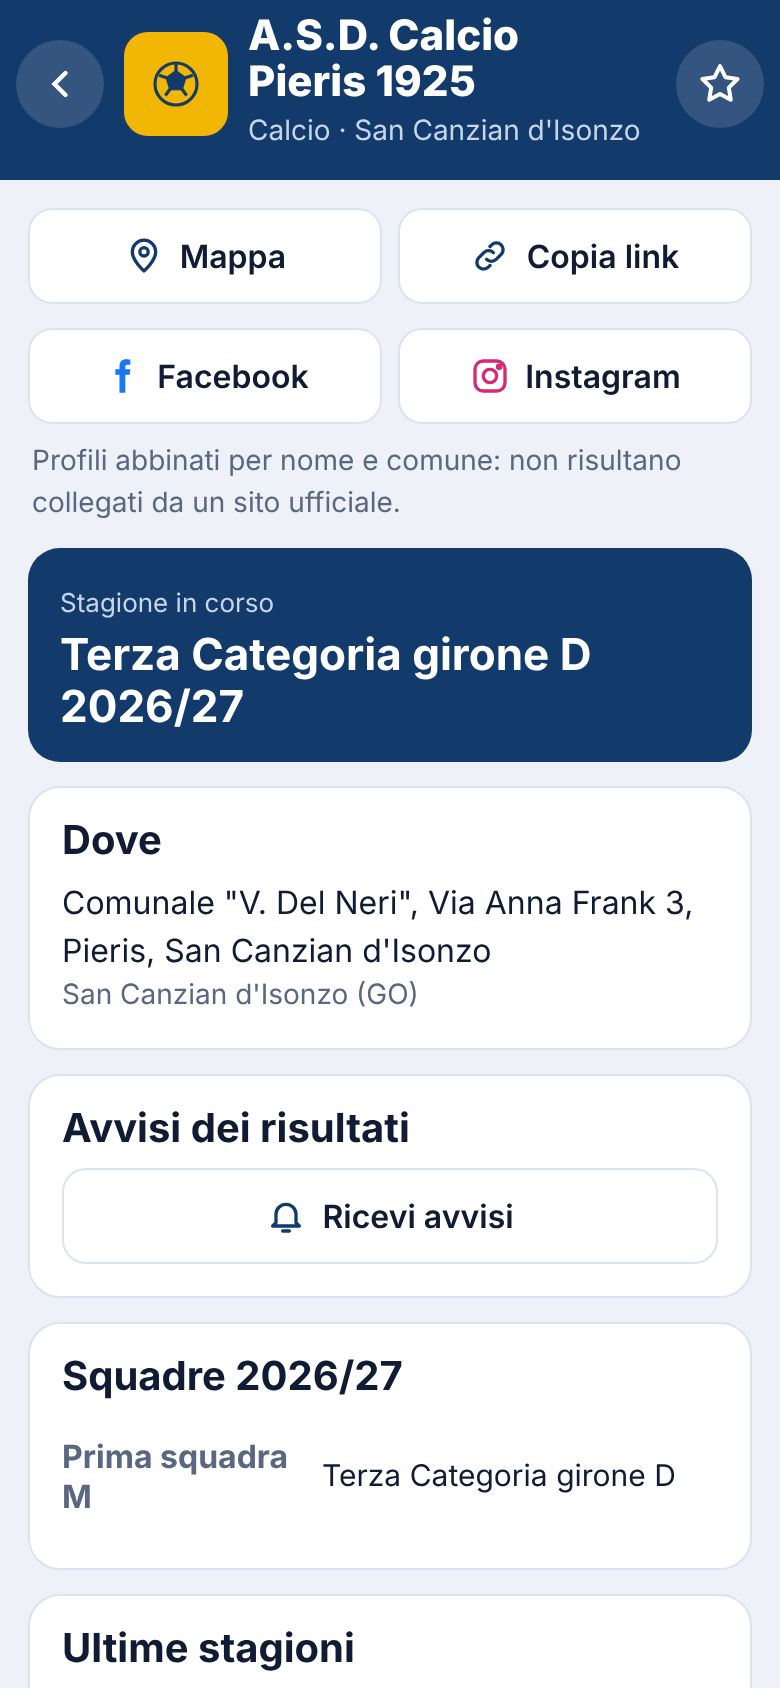 A.S.D. Calcio
Pieris 1925
Calcio · San Canzian d'Isonzo
Mappa
Copia link
Facebook
Instagram
Profili abbinati per nome e comune: non risultano
collegati da un sito ufficiale.
Stagione in corso
Terza Categoria girone D
2026/27
Dove
Comunale "V. Del Neri", Via Anna Frank 3,
Pieris, San Canzian d'Isonzo
San Canzian d'Isonzo (GO)
Avvisi dei risultati
Ricevi avvisi
Squadre 2026/27
Prima squadra
M
Terza Categoria girone D
Ultime stagioni